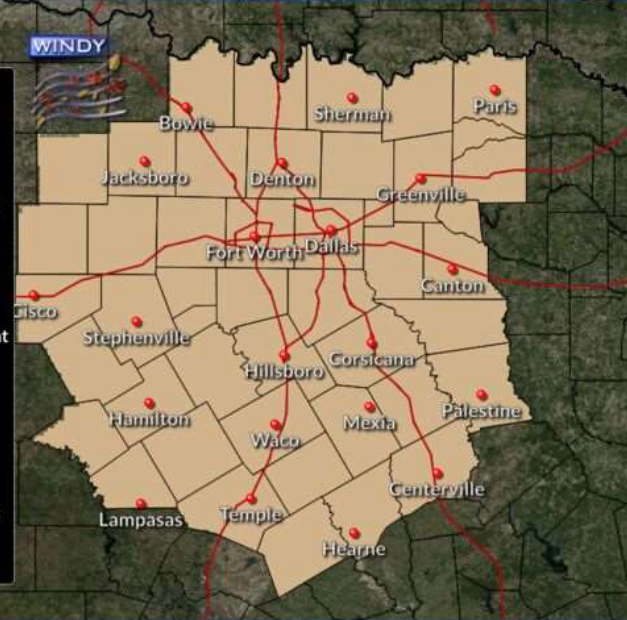 WINDY
Sherman
Paris
Bowie
Jacksboro
Denton
Greenville
Fort Worth
Dallas
Canton
Cisco
Stephenville
Hillsboro
Corsicana
Hamilton
Waco
Mexia
Palestine
Centerville
Lampasas
Temple
Hearne